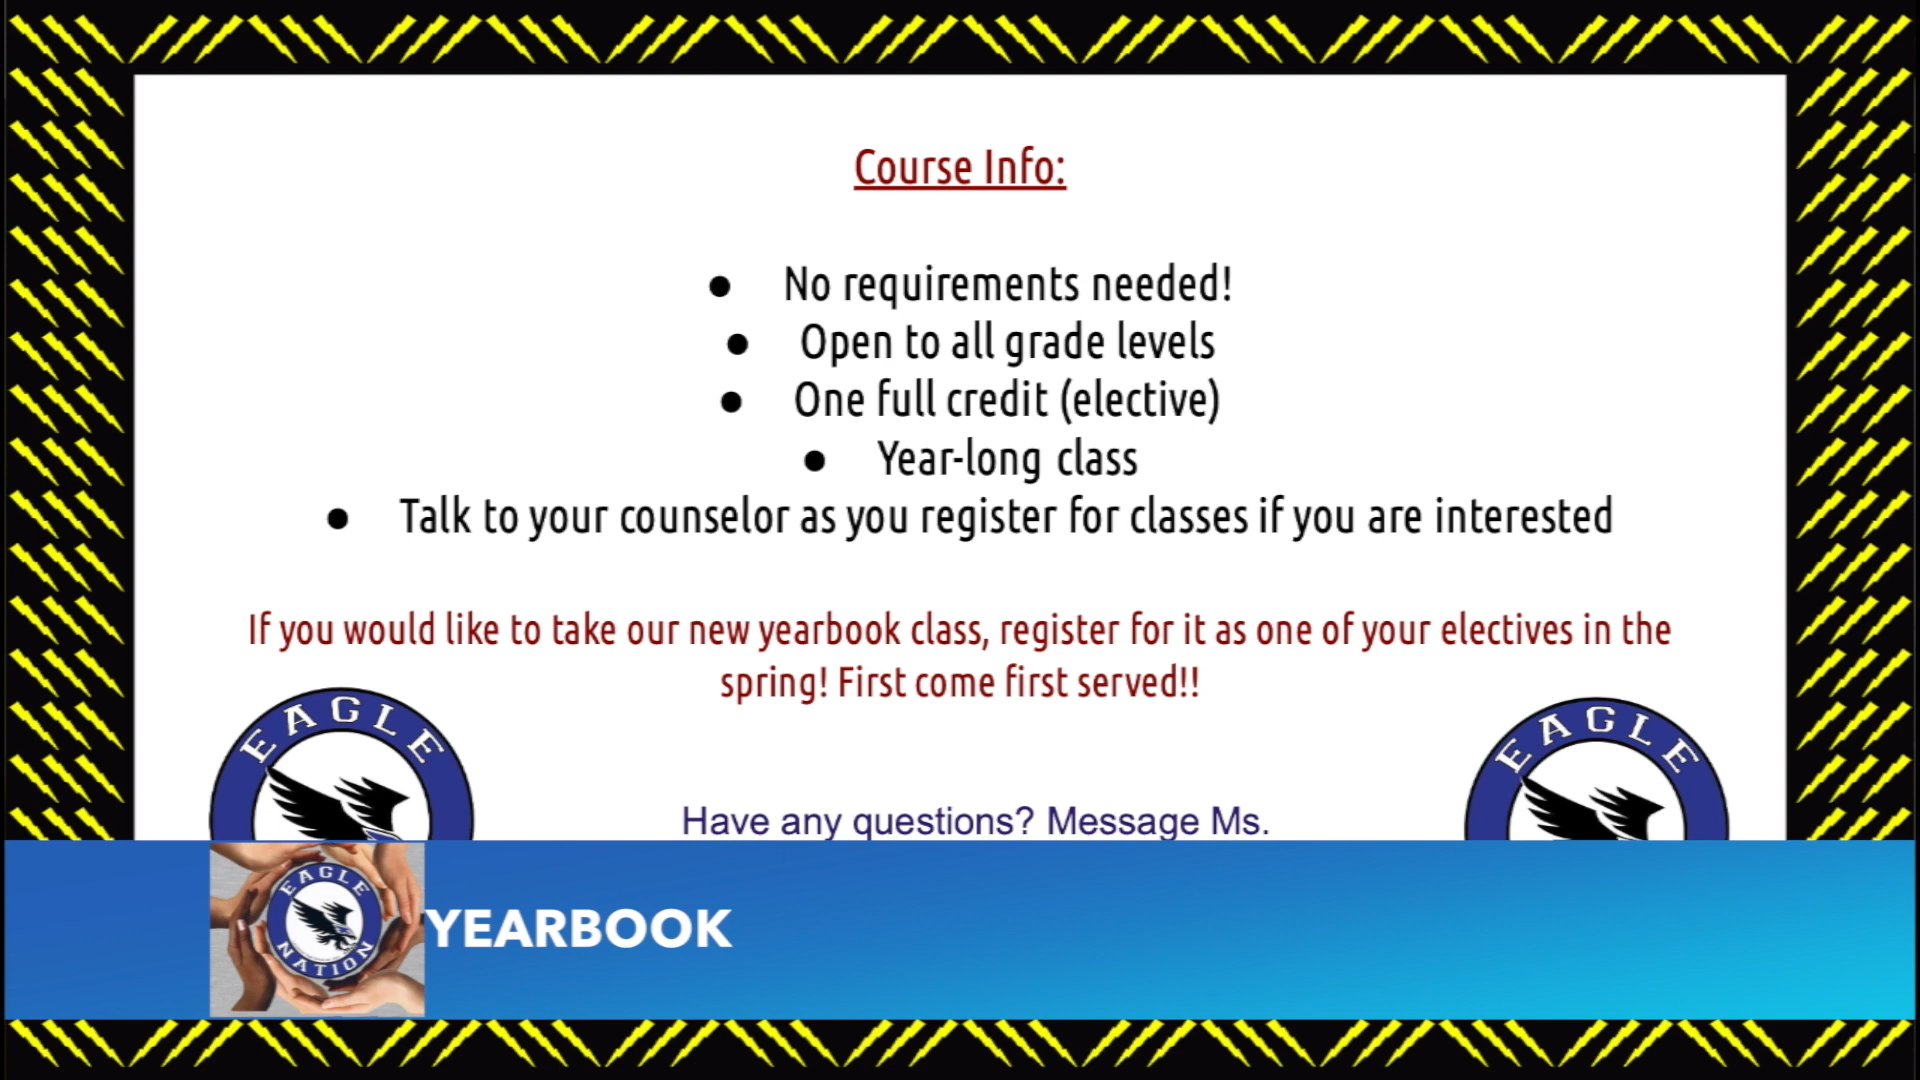 Course Info:
● No requirements needed!
● Open to all grade levels
● One full credit (elective)
● Year-long class
● Talk to your counselor as you register for classes if you are interested
If you would like to take our new yearbook class, register for it as one of your electives in the
spring! First come first served!!
EAGLE
EAGLE
Have any questions? Message Ms.
EAGLE
NATION
YEARBOOK